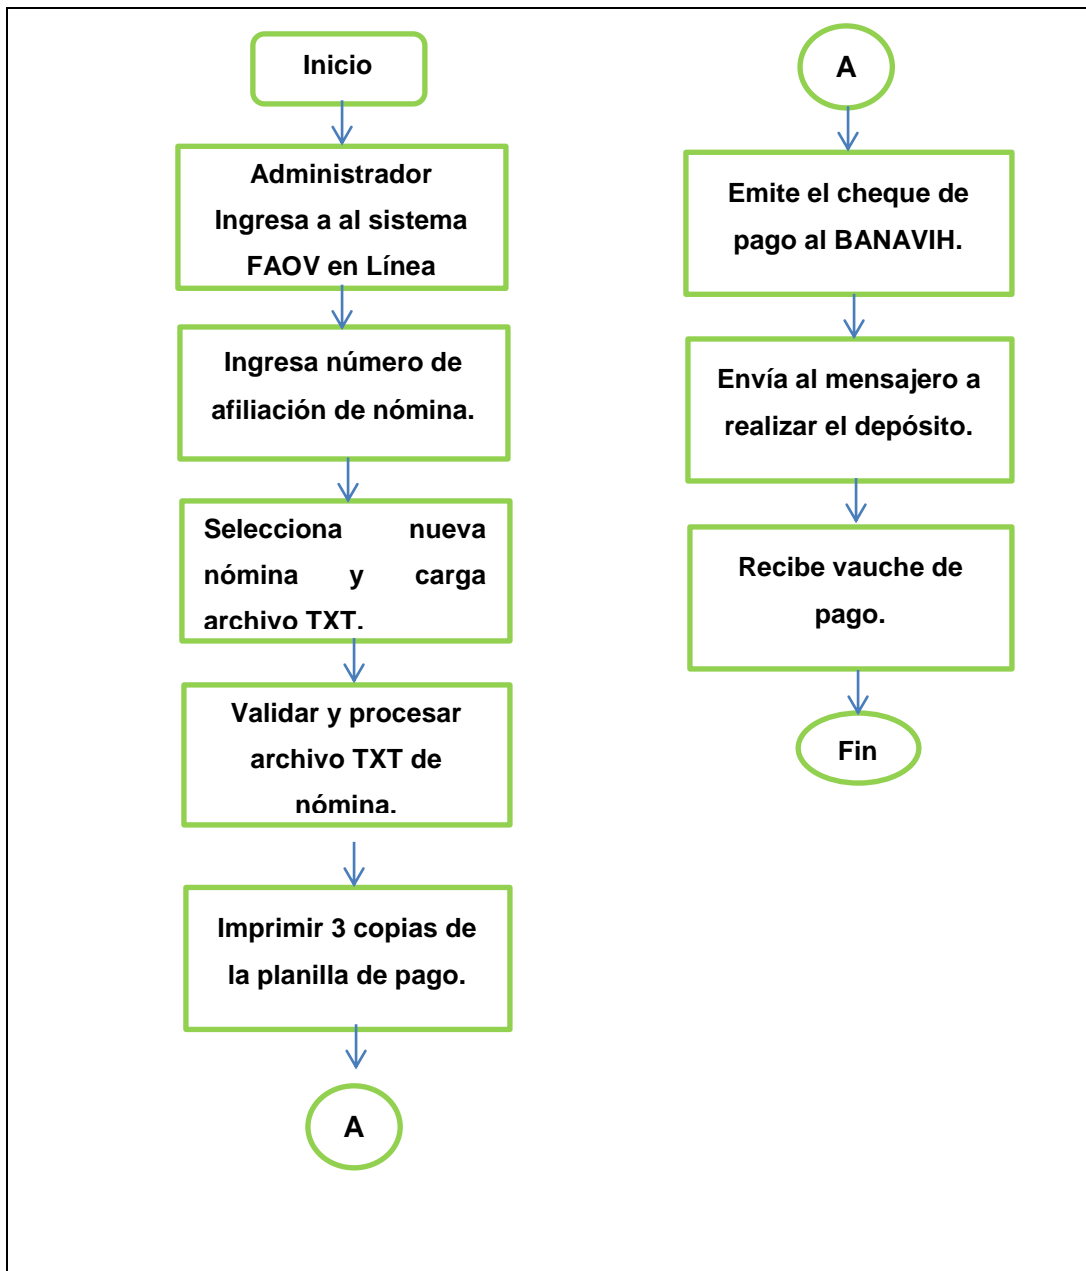 Inicio
Administrador
Ingresa a al sistema
FAOV en Línea
Ingresa número de
afiliación de nómina.
Selecciona nueva
nómina y carga
archivo TXT.
Validar y procesar
archivo TXT de
nómina.
Imprimir 3 copias de
la planilla de pago.
A
A
Emite el cheque de
pago al BANAVIH.
Envía al mensajero a
realizar el depósito.
Recibe vauche de
pago.
Fin